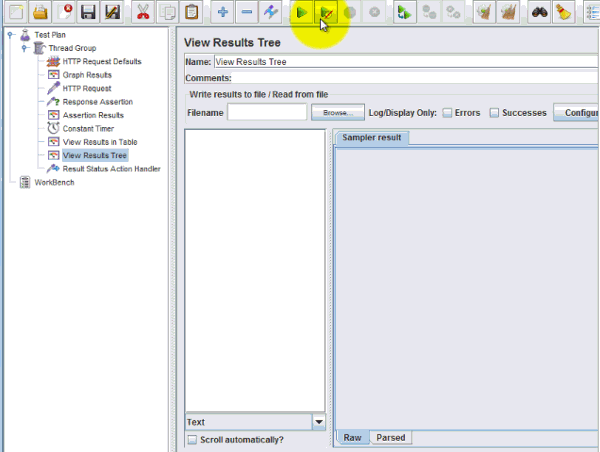 Test Plan
Thread Group
HTTP Request Defaults
Graph Results
HTTP Request
Response Assertion
Assertion Results
Constant Timer
View Results in Table
View Results Tree
Result Status Action Handler
WorkBench
View Results Tree
Name: View Results Tree
Comments:
Write results to file / Read from file
Filename Browse... Log/Display Only: Errors Successes Configur
Sampler result
Text
Scroll automatically?
Raw Parsed